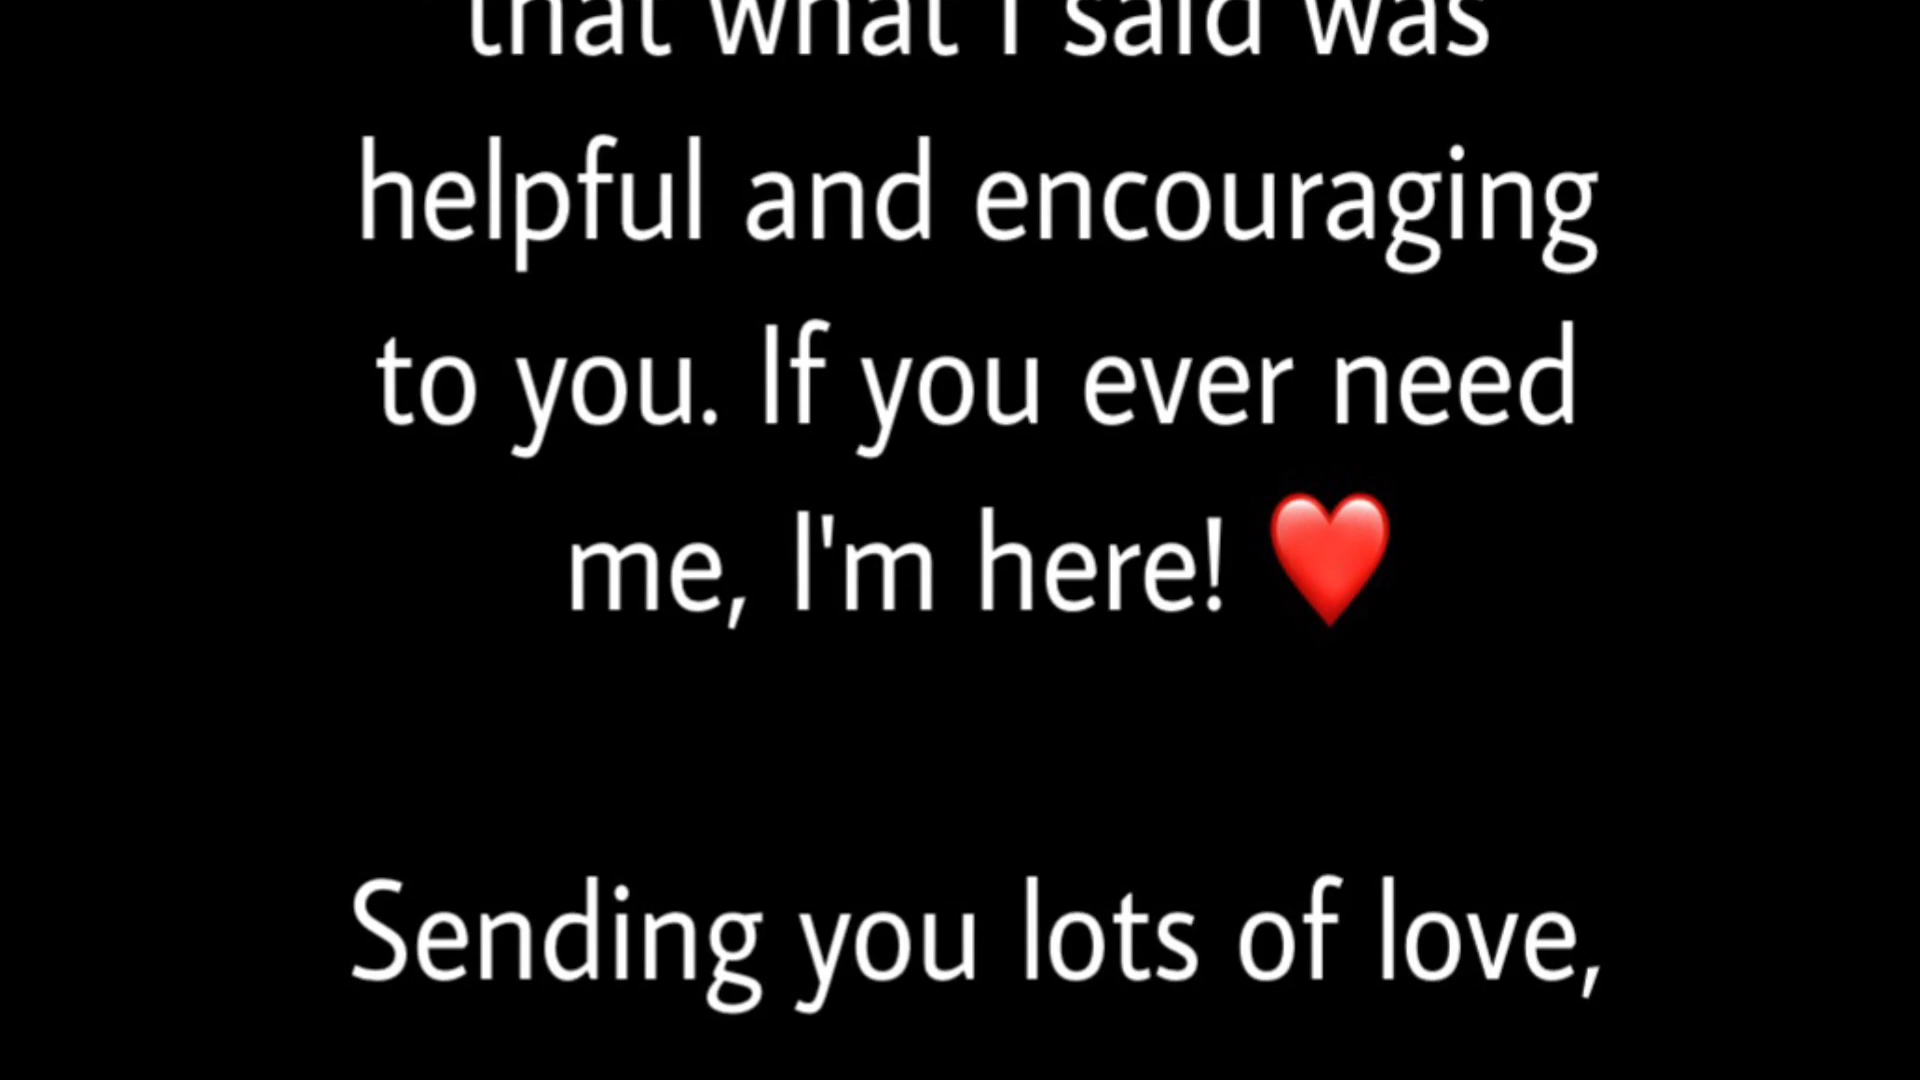 that what I said was
helpful and encouraging
to you. If you ever need
me, I'm here! ❤️
Sending you lots of love,